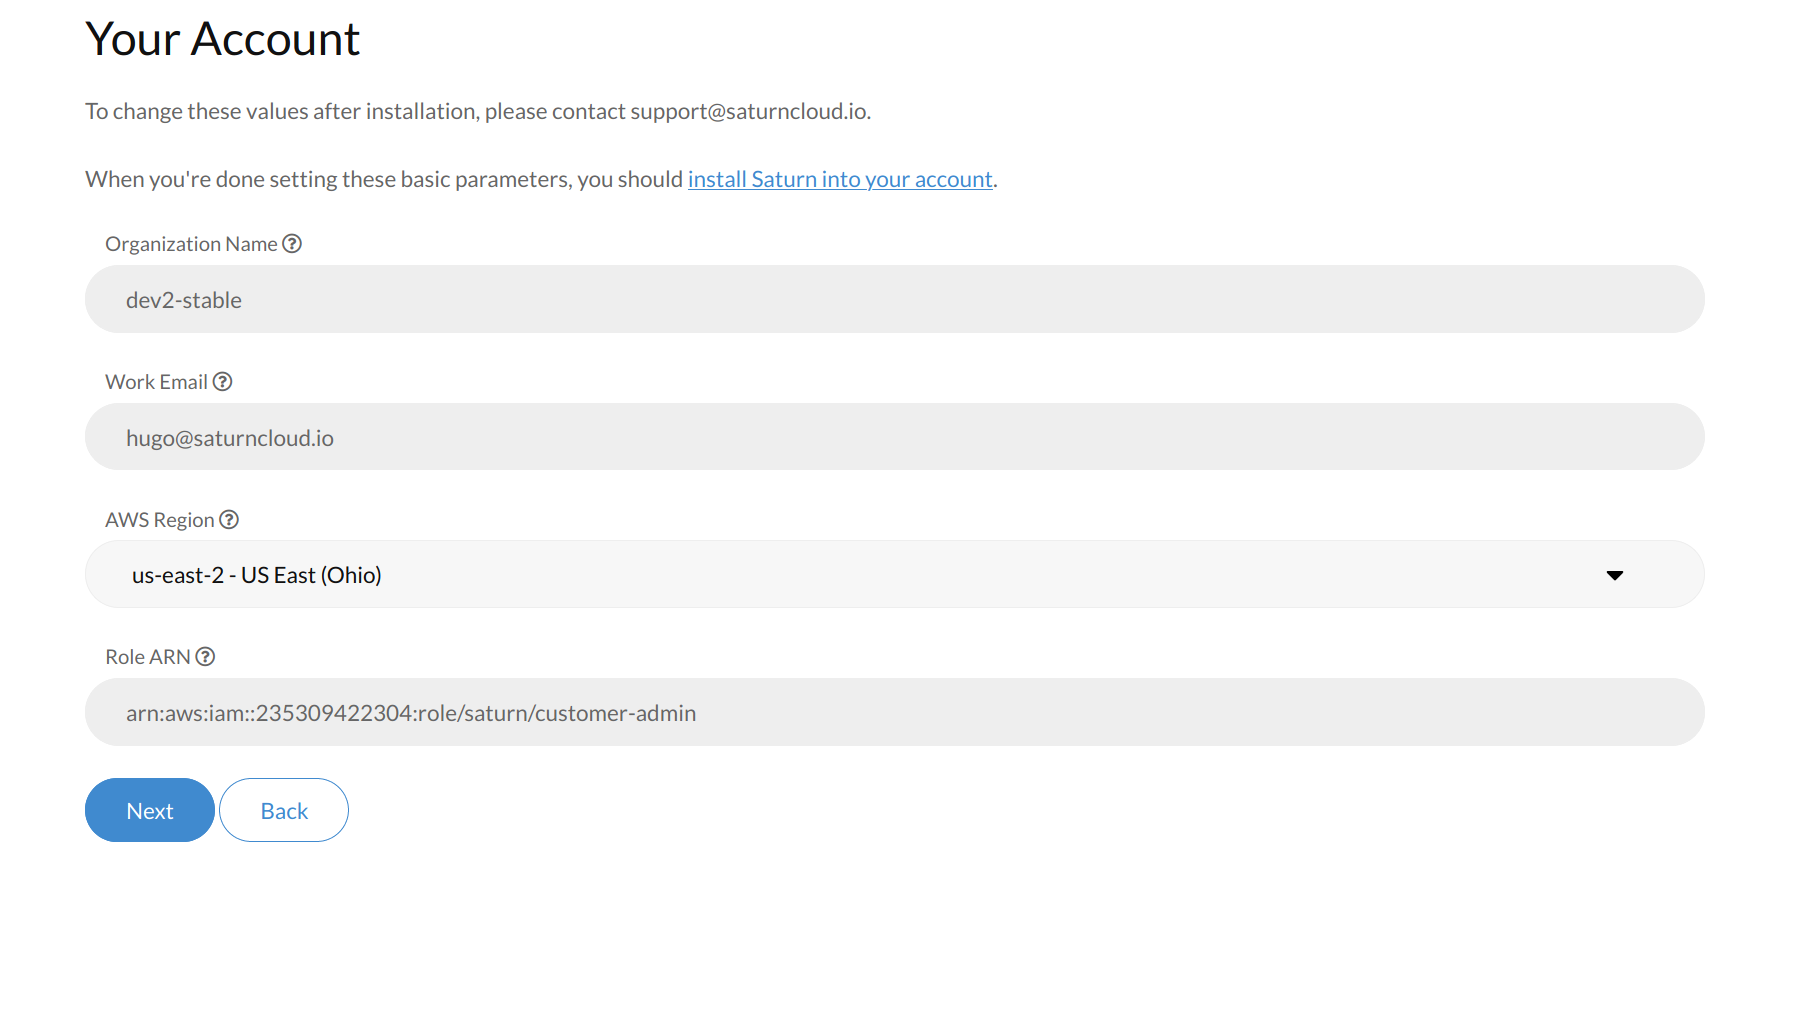 Your Account
To change these values after installation, please contact support@saturncloud.io.
When you're done setting these basic parameters, you should install Saturn into your account.
Organization Name
dev2-stable
Work Email
hugo@saturncloud.io
AWS Region
us-east-2 - US East (Ohio)
Role ARN
arn:aws:iam::235309422304:role/saturn/customer-admin
Next Back